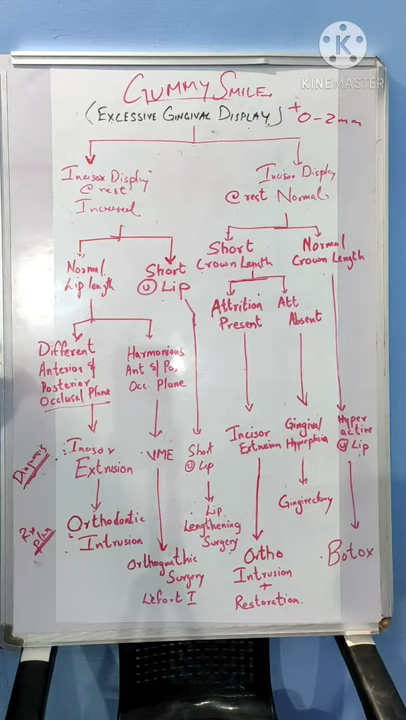 K
KINEMASTER
GUMMY SMILE
(EXCESSIVE GINGIVAL DISPLAY) + 0-2mm
Incisor Display
@ rest
Increased
Incisor Display
@ rest Normal
Normal
Lip length
Short
Ⓤ Lip
Short
Crown Length
Normal
Crown Length
Different
Anterior &
Posterior
Occlusal Plane
Harmonious
Ant & Pos
Occ. Plane
Attrition
Present
Att
Absent
Diagnosis
Incisor
Extrusion
VME
Short
Ⓤ Lip
Incisor
Extrusion
Gingival
Hyperplasia
Hyper
active
Ⓤ Lip
plan
Orthodontic
Intrusion
Orthognathic
Surgery
Lefort I
Lip
Lengthening
Surgery
Ortho
Intrusion
+
Restoration
Gingivectomy
Botox